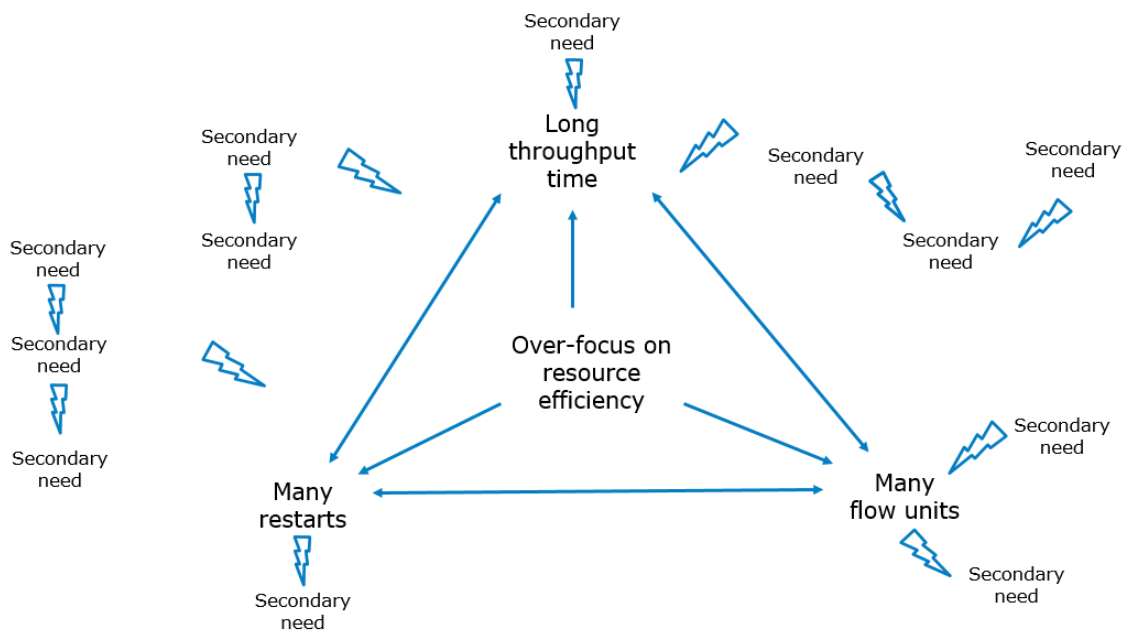 Secondary
need
Long
throughput
time
Secondary
need
Secondary
need
Secondary
need
Secondary
need
Secondary
need
Secondary
need
Secondary
need
Secondary
need
Over-focus on
resource
efficiency
Many
restarts
Secondary
need
Many
flow units
Secondary
need
Secondary
need